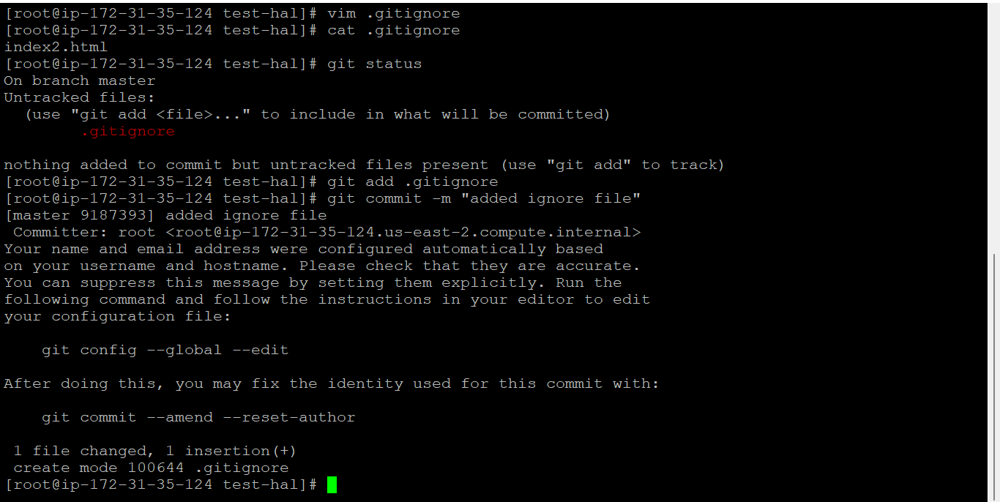 [root@ip-172-31-35-124 test-hal]# vim .gitignore
[root@ip-172-31-35-124 test-hal]# cat .gitignore
index2.html
[root@ip-172-31-35-124 test-hal]# git status
On branch master
Untracked files:
  (use "git add <file>..." to include in what will be committed)
        .gitignore

nothing added to commit but untracked files present (use "git add" to track)
[root@ip-172-31-35-124 test-hal]# git add .gitignore
[root@ip-172-31-35-124 test-hal]# git commit -m "added ignore file"
[master 9187393] added ignore file
 Committer: root <root@ip-172-31-35-124.us-east-2.compute.internal>
Your name and email address were configured automatically based
on your username and hostname. Please check that they are accurate.
You can suppress this message by setting them explicitly. Run the
following command and follow the instructions in your editor to edit
your configuration file:

    git config --global --edit

After doing this, you may fix the identity used for this commit with:

    git commit --amend --reset-author

 1 file changed, 1 insertion(+)
 create mode 100644 .gitignore
[root@ip-172-31-35-124 test-hal]#